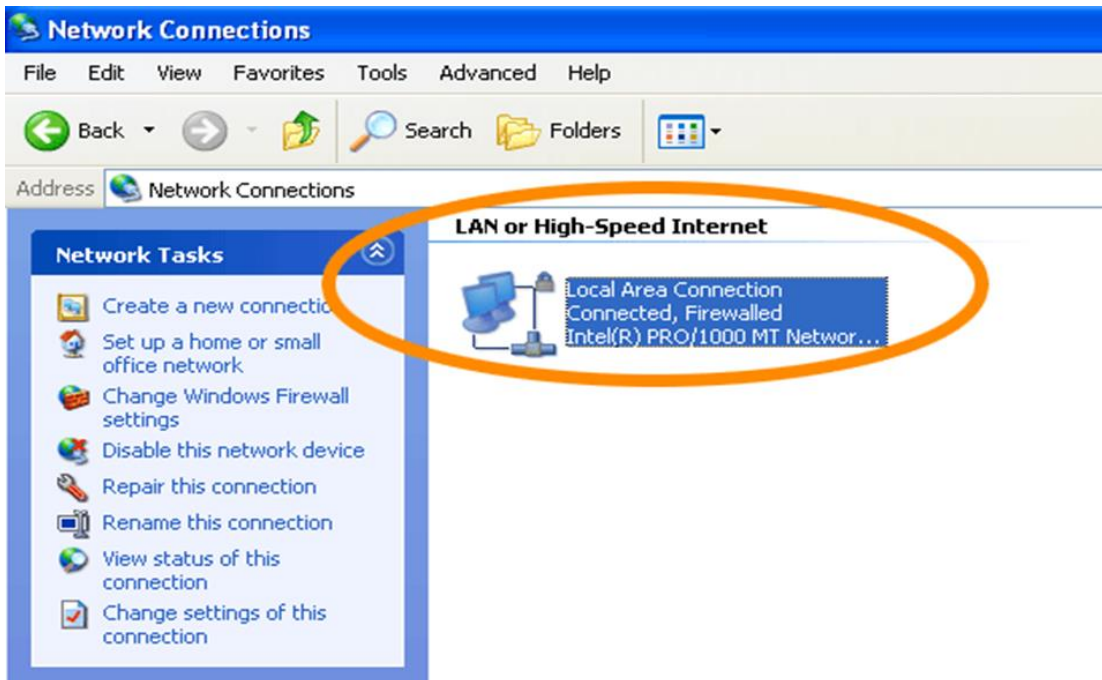 Network Connections
File Edit View Favorites Tools Advanced Help
Back Search Folders
Address Network Connections
Network Tasks
Create a new connectio
Set up a home or small
office network
Change Windows Firewall
settings
Disable this network device
Repair this connection
Rename this connection
View status of this
connection
Change settings of this
connection
LAN or High-Speed Internet
Local Area Connection
Connected, Firewalled
Intel(R) PRO/1000 MT Networ...